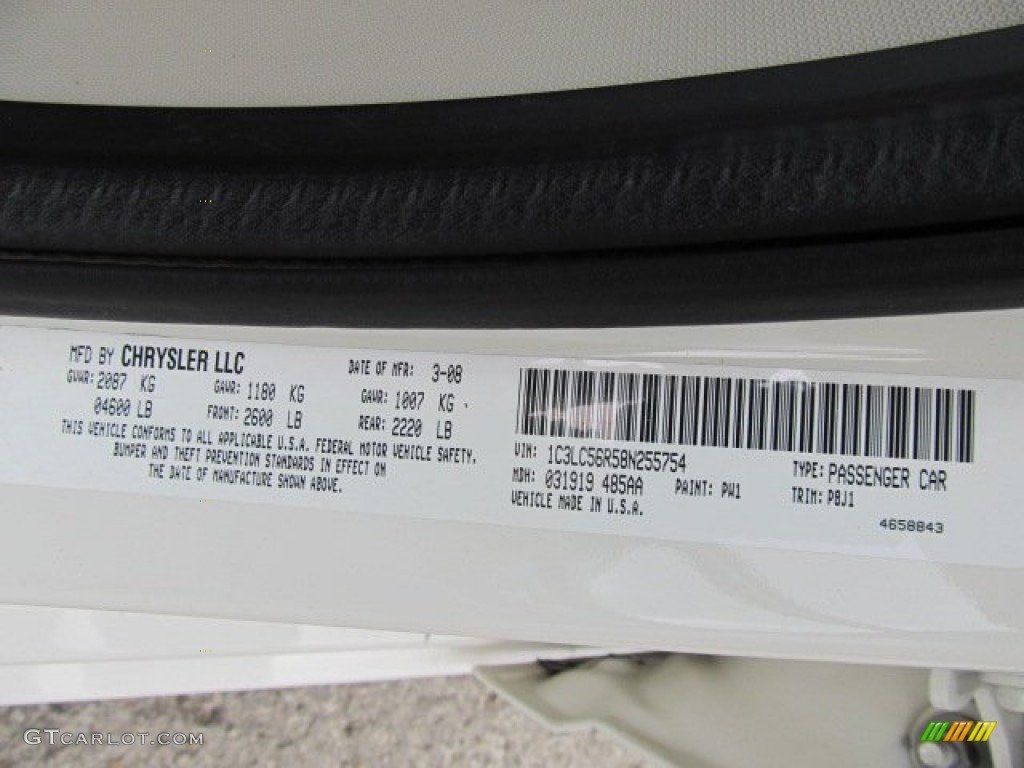 MFD BY CHRYSLER LLC
DATE OF MFR: 3-08
GVWR: 2087 KG
GAWR: 1180 KG
GAWR: 1007 KG
04600 LB
FRONT: 2600 LB
REAR: 2220 LB
THIS VEHICLE CONFORMS TO ALL APPLICABLE U.S.A. FEDERAL MOTOR VEHICLE SAFETY,
BUMPER AND THEFT PREVENTION STANDARDS IN EFFECT ON
THE DATE OF MANUFACTURE SHOWN ABOVE.
VIN: 1C3LC56R58N255754
TYPE: PASSENGER CAR
MDH: 031919 485AA
PAINT: PW1
TRIM: P8J1
VEHICLE MADE IN U.S.A.
4658843
GTCARLOT.COM